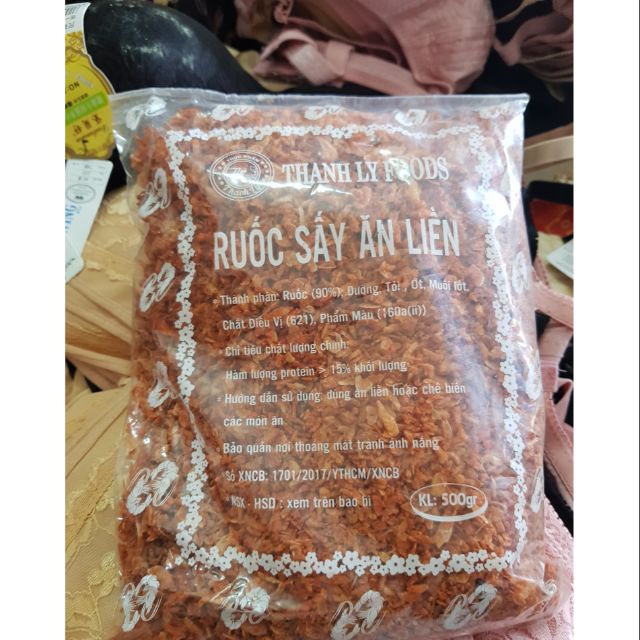 THANH LY FOODS
RUỐC SẤY ĂN LIỀN
- Thành phần: Ruốc (90%), Đường, Tỏi, Ớt, Muối Iốt,
Chất Điều Vị (621), Phẩm Màu (160a(ii))
- Chỉ tiêu chất lượng chính:
Hàm lượng protein > 15% khối lượng
- Hướng dẫn sử dụng: dùng ăn liền hoặc chế biến
các món ăn
- Bảo quản nơi thoáng mát tránh ánh nắng
Số XNCB: 1701/2017/YTHCM/XNCB
NSX - HSD : xem trên bao bì
KL: 500gr